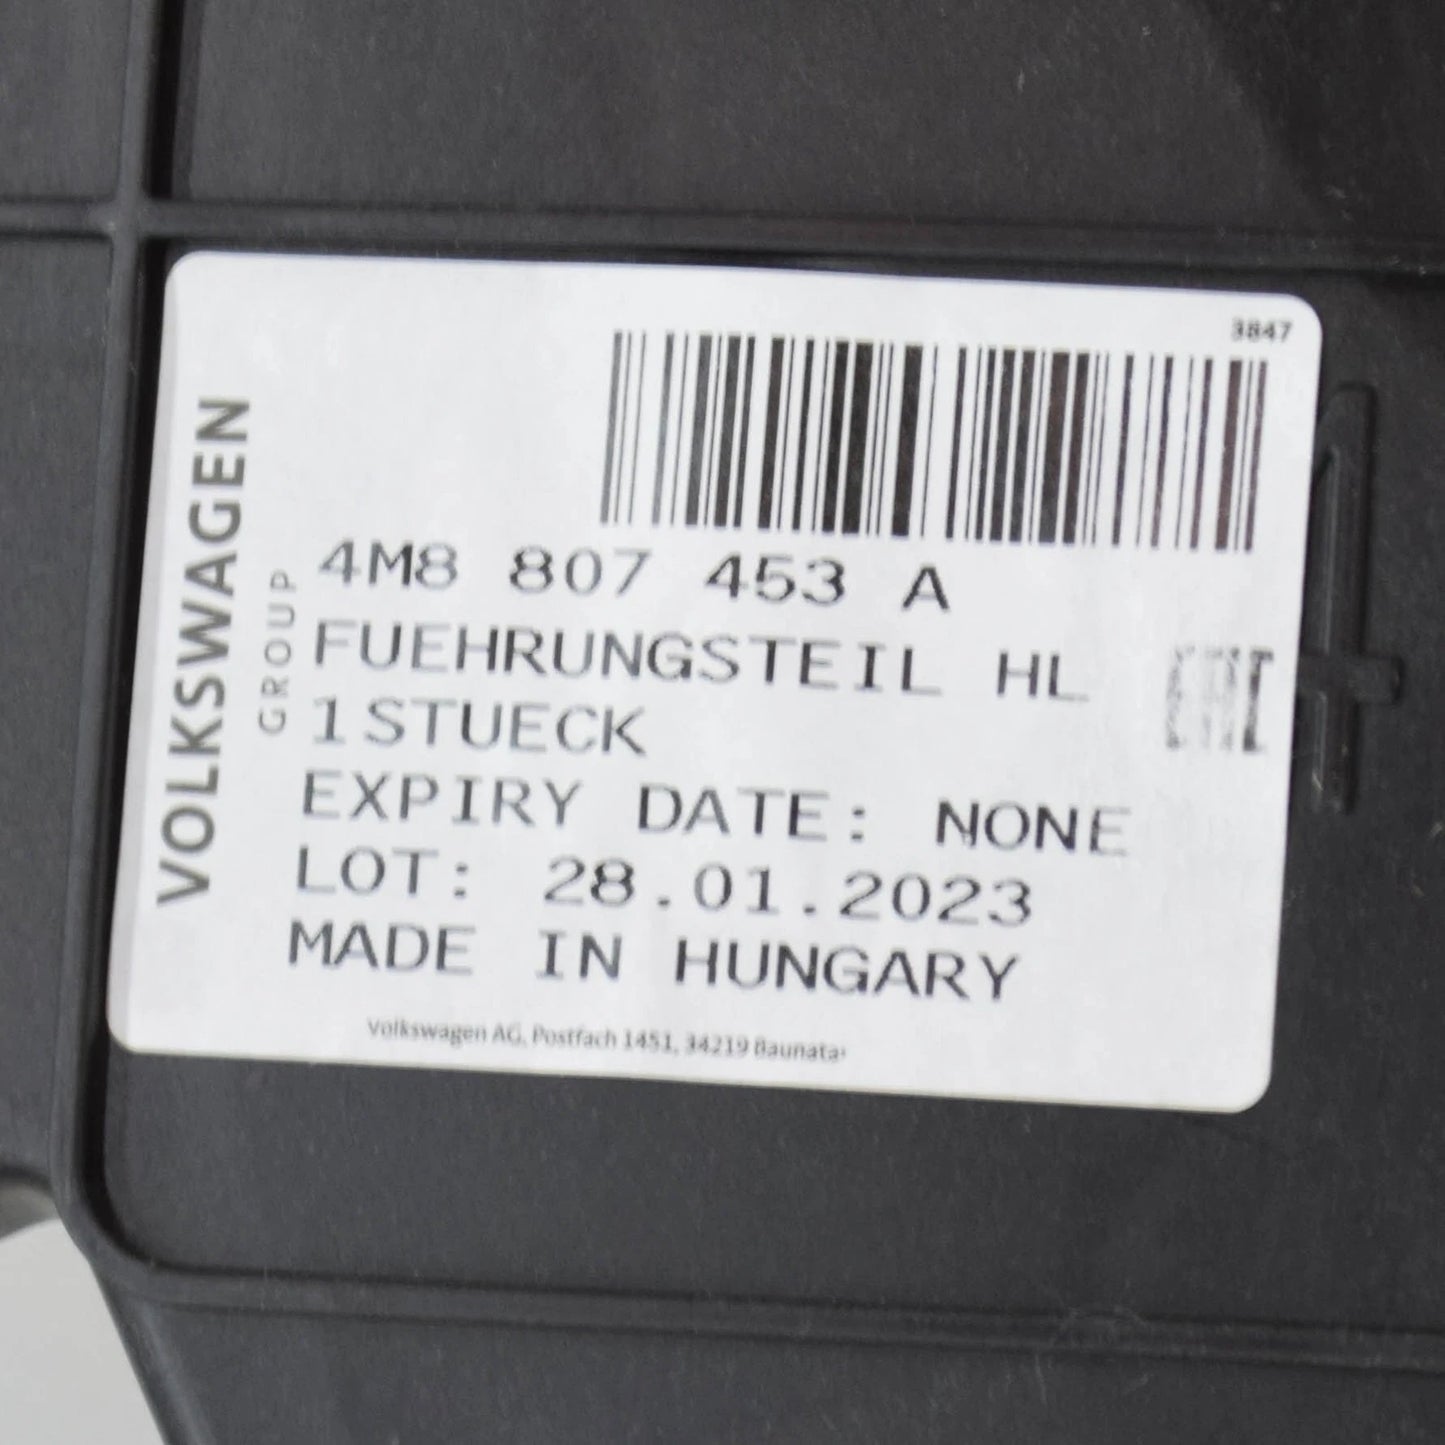 3847
VOLKSWAGEN
GROUP
4M8 807 453 A
FUEHRUNGSTEIL HL
1STUECK
EXPIRY DATE: NONE
LOT: 28.01.2023
MADE IN HUNGARY
Volkswagen AG, Postfach 1451, 34219 Baunatal